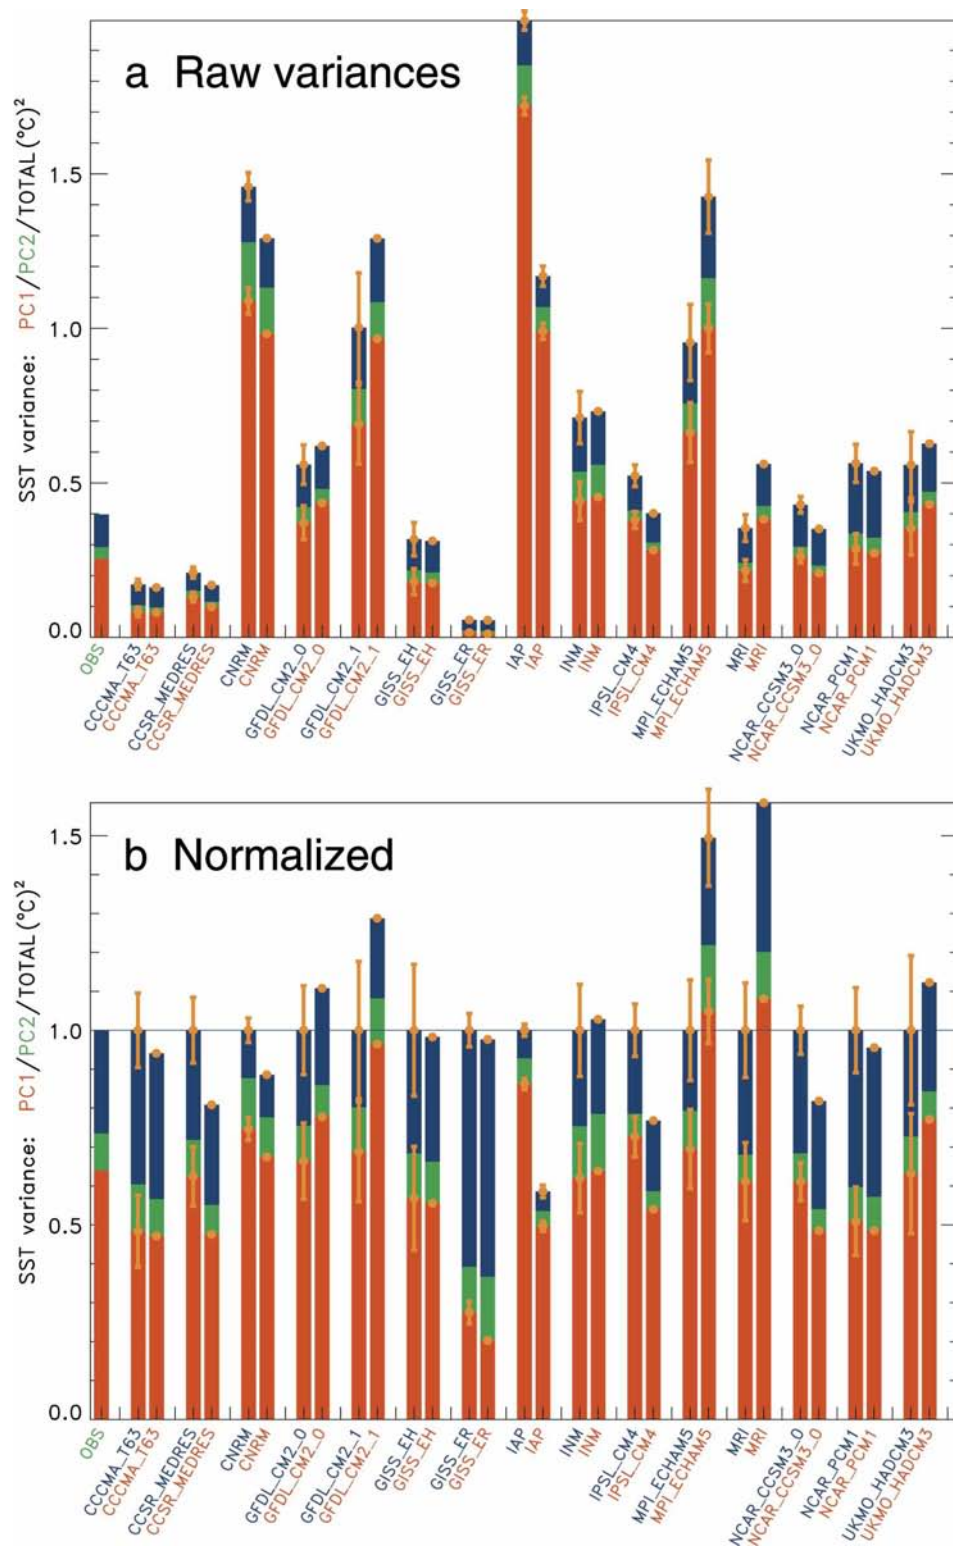 a Raw variances
SST variance: PC1/PC2/TOTAL(°C)²
1.5
1.0
0.5
0.0
OBS
CCCMA_T63
CCCMA_T63
CCSR_MEDRES
CCSR_MEDRES
CNRM
CNRM
GFDL_CM2_0
GFDL_CM2_0
GFDL_CM2_1
GFDL_CM2_1
GISS_EH
GISS_EH
GISS_ER
GISS_ER
IAP
IAP
INM
INM
IPSL_CM4
IPSL_CM4
MPI_ECHAM5
MPI_ECHAM5
MRI
MRI
NCAR_CCSM3_0
NCAR_CCSM3_0
NCAR_PCM1
NCAR_PCM1
UKMO_HADCM3
UKMO_HADCM3
b Normalized
SST variance: PC1/PC2/TOTAL(°C)²
1.5
1.0
0.5
0.0
OBS
CCCMA_T63
CCCMA_T63
CCSR_MEDRES
CCSR_MEDRES
CNRM
CNRM
GFDL_CM2_0
GFDL_CM2_0
GFDL_CM2_1
GFDL_CM2_1
GISS_EH
GISS_EH
GISS_ER
GISS_ER
IAP
IAP
INM
INM
IPSL_CM4
IPSL_CM4
MPI_ECHAM5
MPI_ECHAM5
MRI
MRI
NCAR_CCSM3_0
NCAR_CCSM3_0
NCAR_PCM1
NCAR_PCM1
UKMO_HADCM3
UKMO_HADCM3